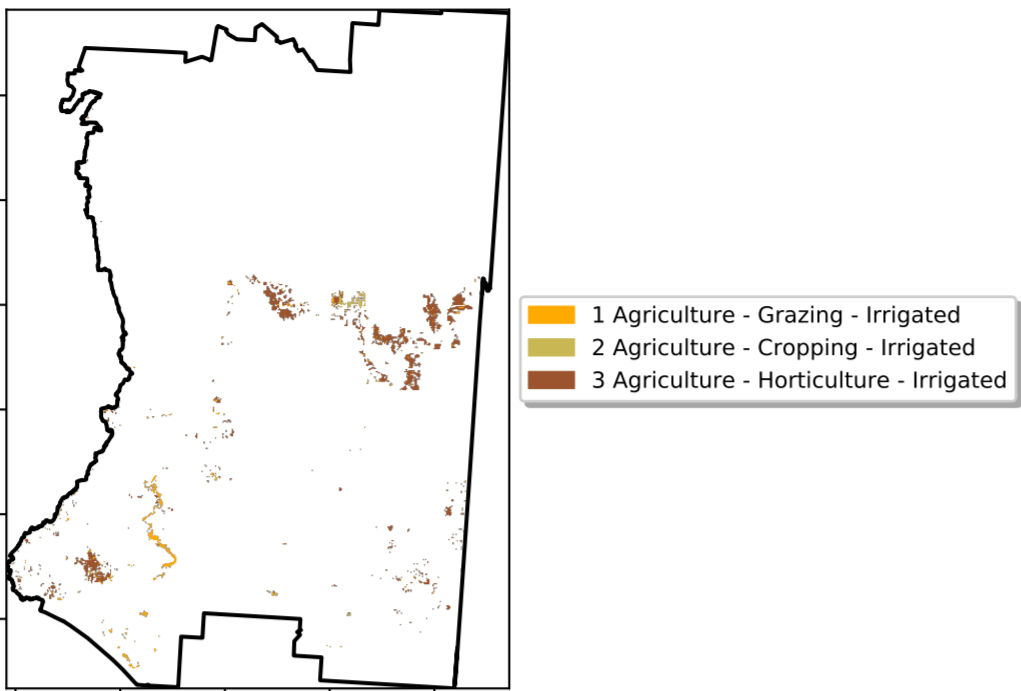 1 Agriculture - Grazing - Irrigated
2 Agriculture - Cropping - Irrigated
3 Agriculture - Horticulture - Irrigated